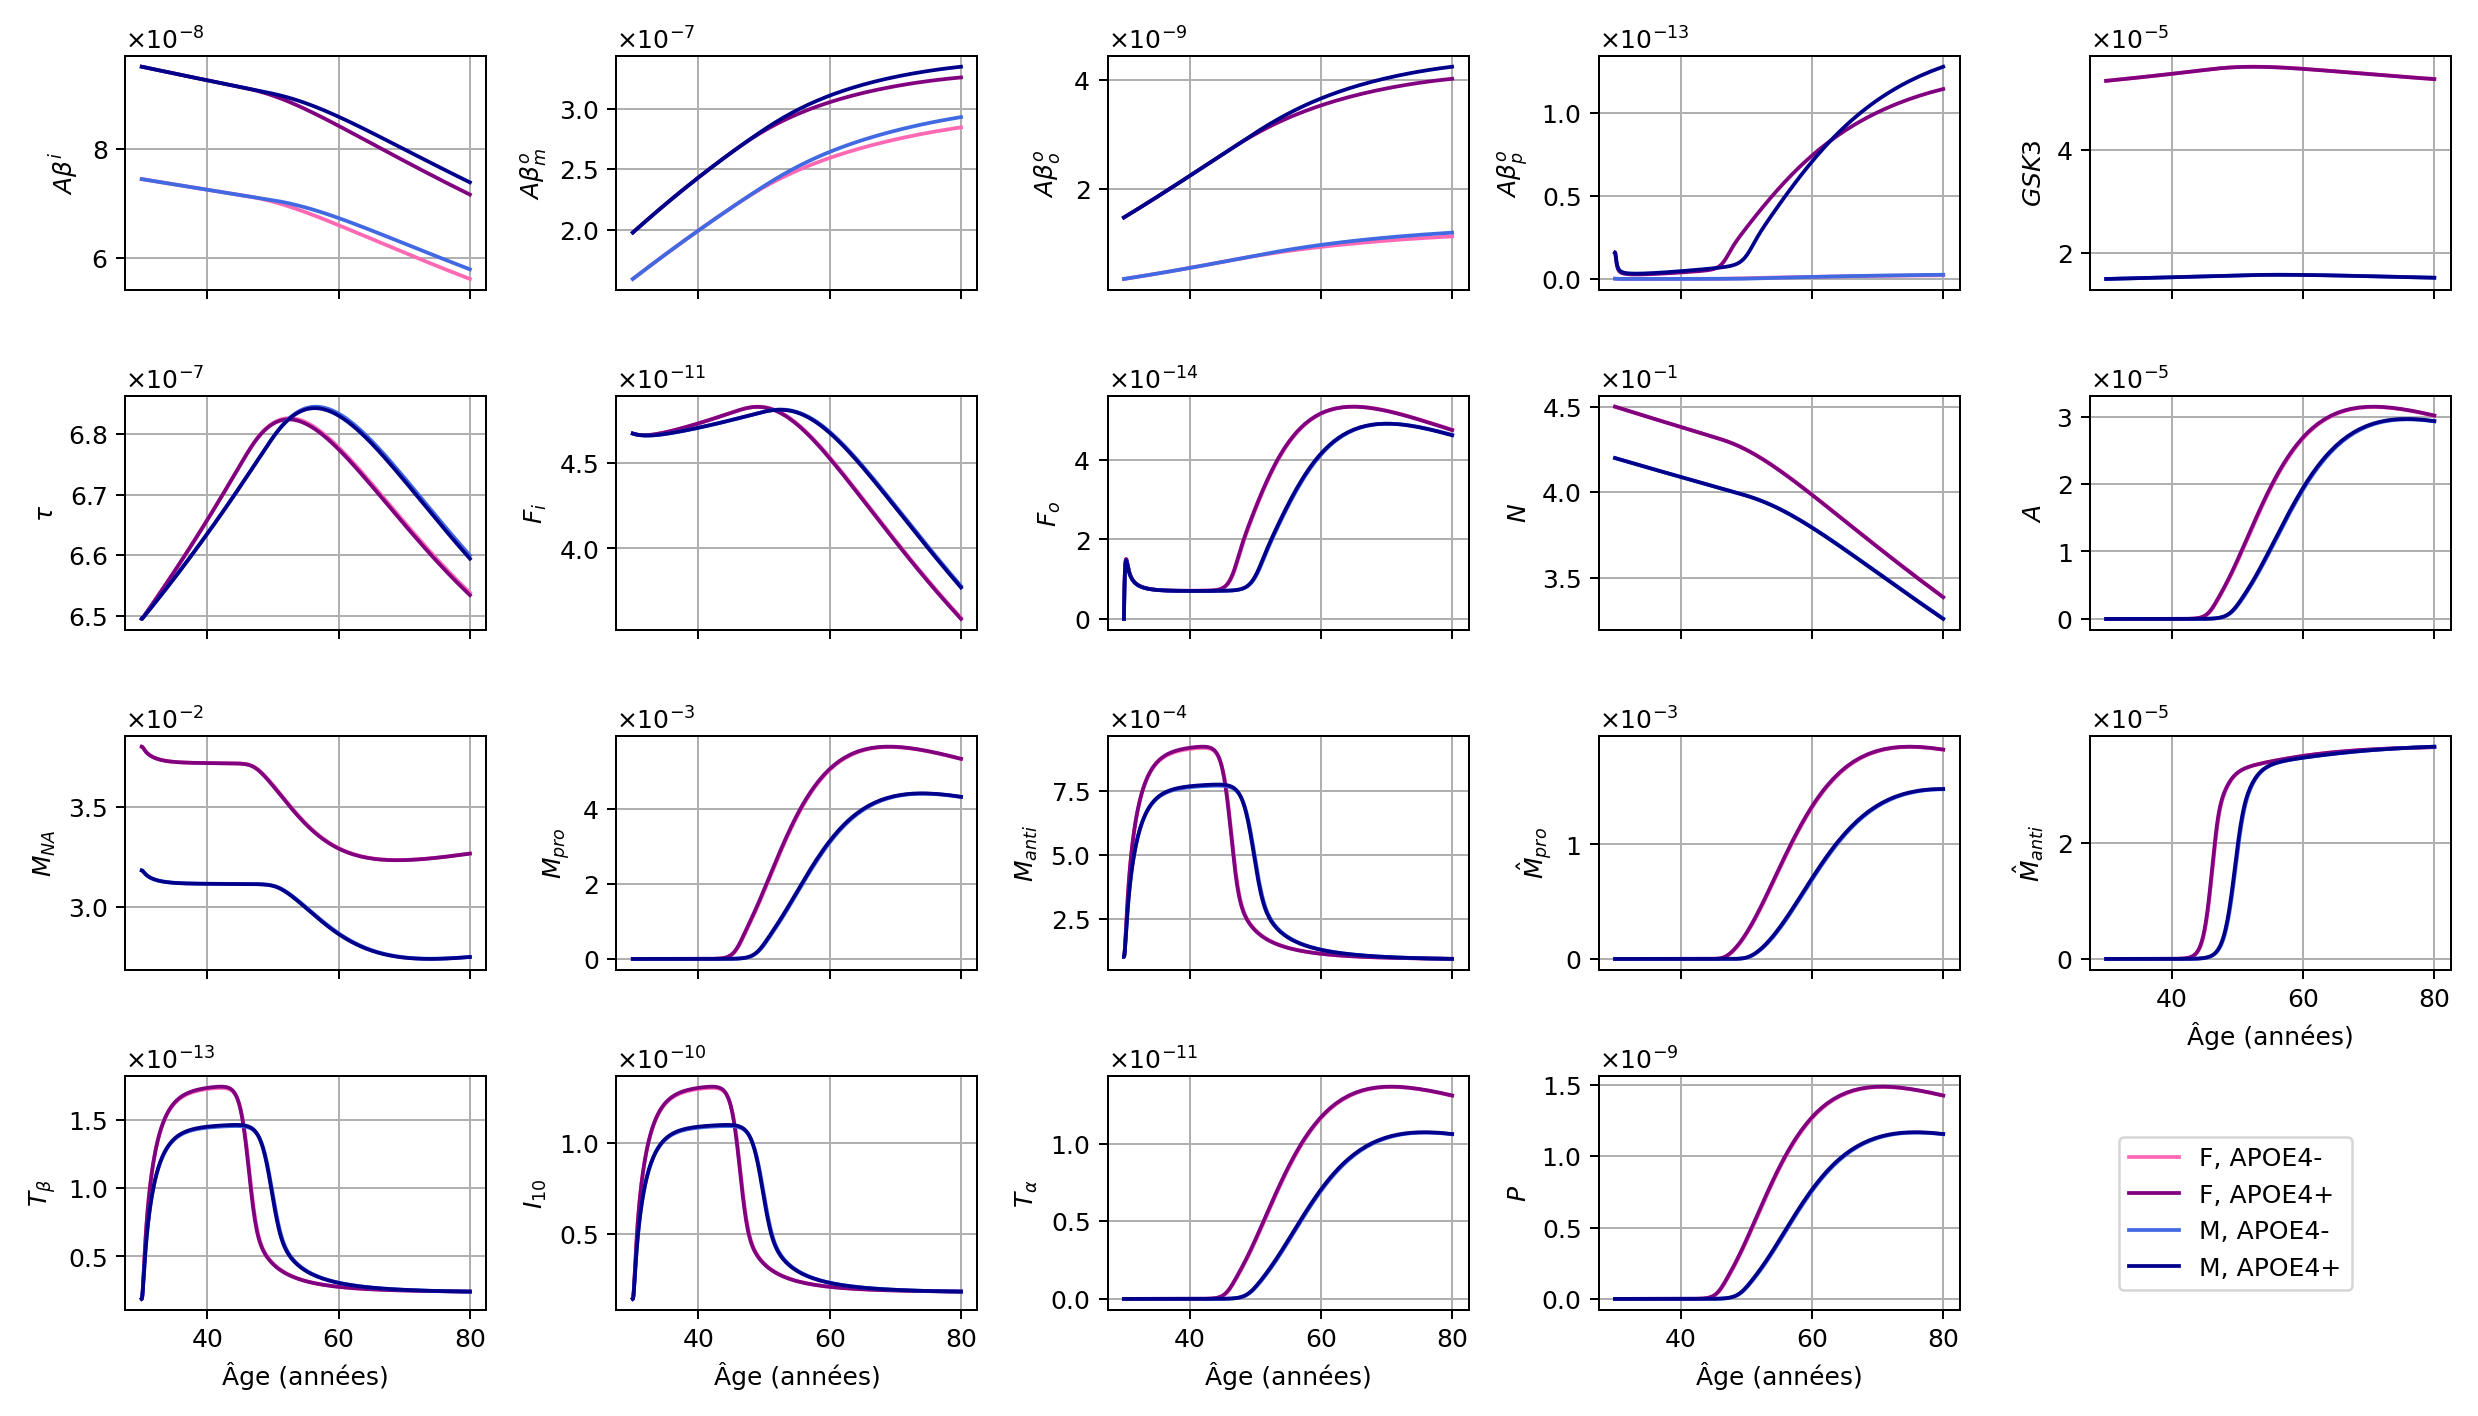 ×10⁻⁸ ×10⁻⁷ ×10⁻⁹ ×10⁻¹³ ×10⁻⁵
Aβⁱ 8 6
Aβₘᵒ 3.0 2.5 2.0
Aβₒᵒ 4 2
Aβₚᵒ 1.0 0.5 0.0
GSK3 4 2
×10⁻⁷ ×10⁻¹¹ ×10⁻¹⁴ ×10⁻¹ ×10⁻⁵
τ 6.8 6.7 6.6 6.5
Fᵢ 4.5 4.0
Fₒ 4 2 0
N 4.5 4.0 3.5
A 3 2 1 0
×10⁻² ×10⁻³ ×10⁻⁴ ×10⁻³ ×10⁻⁵
M_NA 3.5 3.0
M_pro 4 2 0
M_anti 7.5 5.0 2.5
M̂_pro 1 0
M̂_anti 2 0
40 60 80
Âge (années)
×10⁻¹³ ×10⁻¹⁰ ×10⁻¹¹ ×10⁻⁹
T_β 1.5 1.0 0.5
I₁₀ 1.0 0.5
T_α 1.0 0.5 0.0
P 1.5 1.0 0.5 0.0
F, APOE4-
F, APOE4+
M, APOE4-
M, APOE4+
40 60 80 40 60 80 40 60 80 40 60 80
Âge (années) Âge (années) Âge (années) Âge (années)